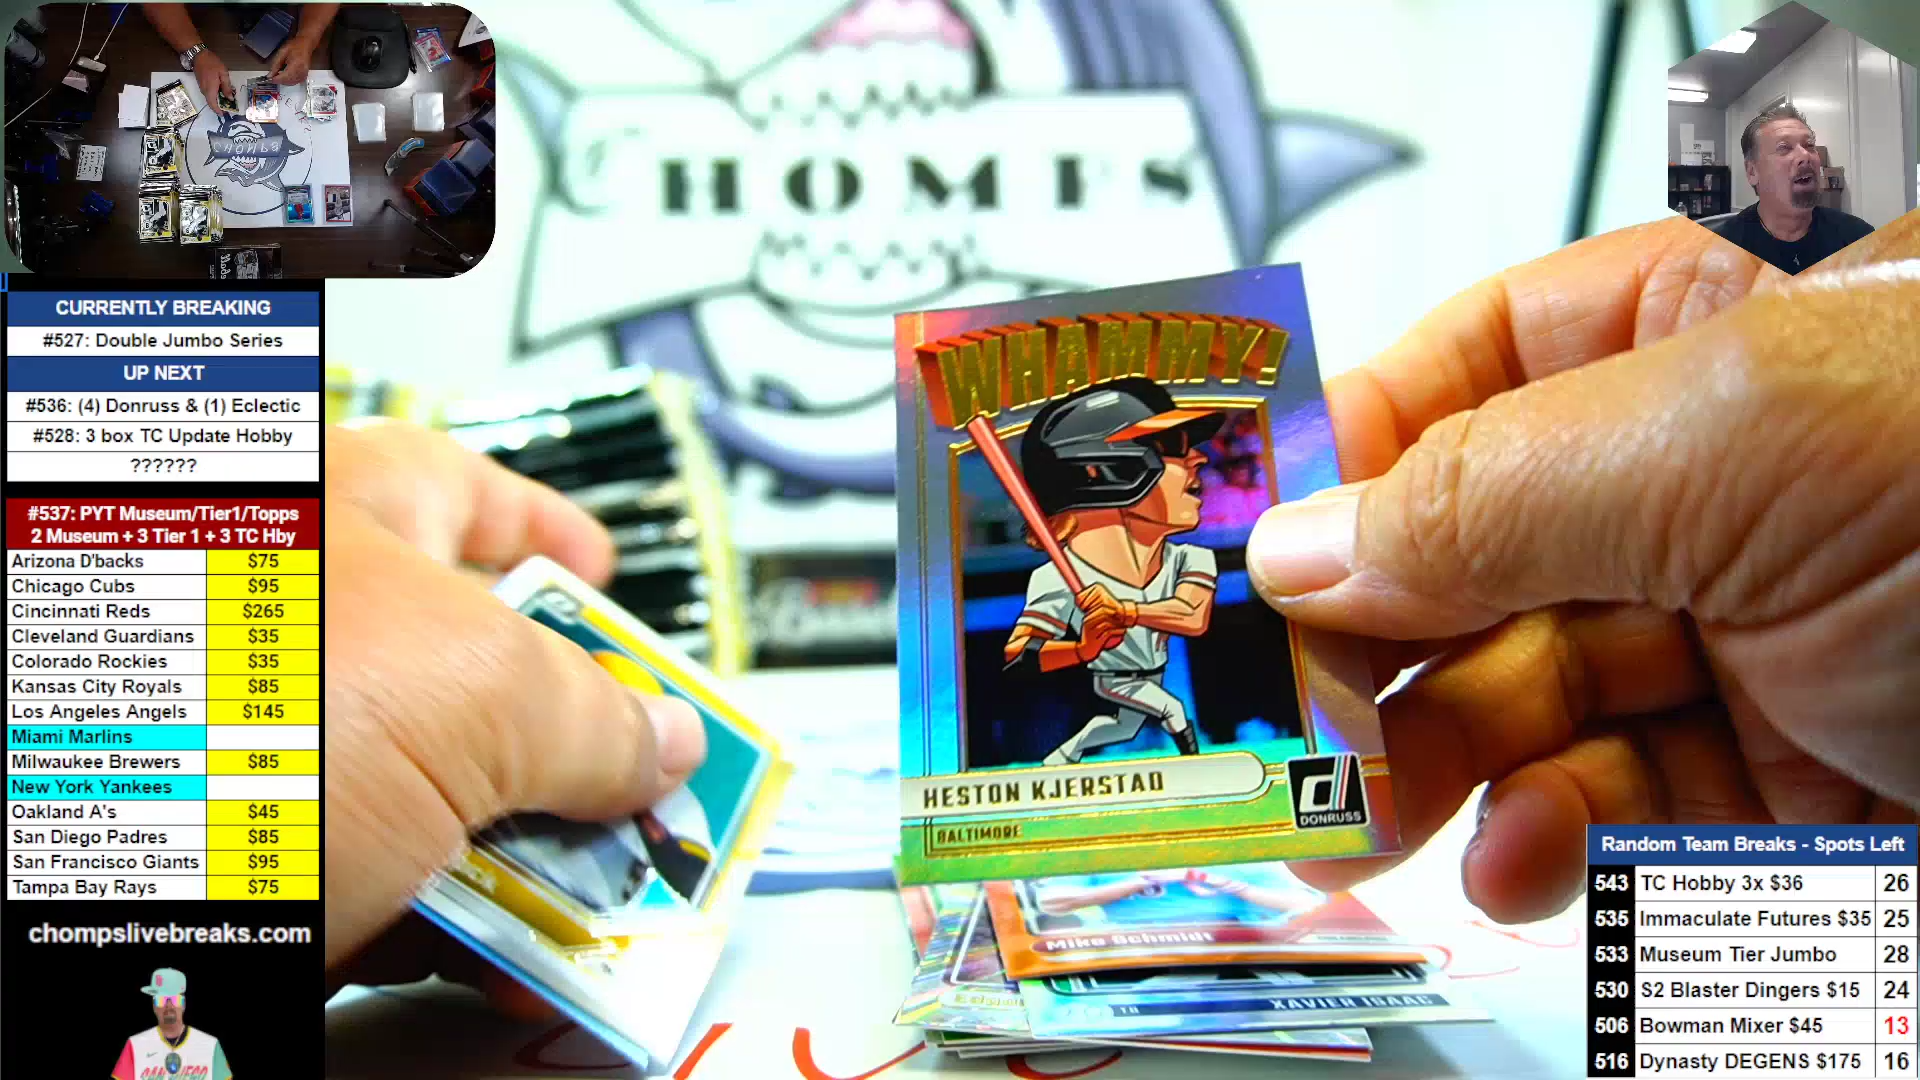 CHOMPS
CURRENTLY BREAKING
#527: Double Jumbo Series
UP NEXT
#536: (4) Donruss & (1) Eclectic
#528: 3 box TC Update Hobby
??????
#537: PYT Museum/Tier1/Topps
2 Museum + 3 Tier 1 + 3 TC Hby
Arizona D'backs $75
Chicago Cubs $95
Cincinnati Reds $265
Cleveland Guardians $35
Colorado Rockies $35
Kansas City Royals $85
Los Angeles Angels $145
Miami Marlins
Milwaukee Brewers $85
New York Yankees
Oakland A's $45
San Diego Padres $85
San Francisco Giants $95
Tampa Bay Rays $75
chompslivebreaks.com
WHAMMY!
HESTON KJERSTAD
BALTIMORE
DONRUSS
Mike Schmidt
XAVIER ISAAC
Random Team Breaks - Spots Left
543 TC Hobby 3x $36 26
535 Immaculate Futures $35 25
533 Museum Tier Jumbo 28
530 S2 Blaster Dingers $15 24
506 Bowman Mixer $45 13
516 Dynasty DEGENS $175 16